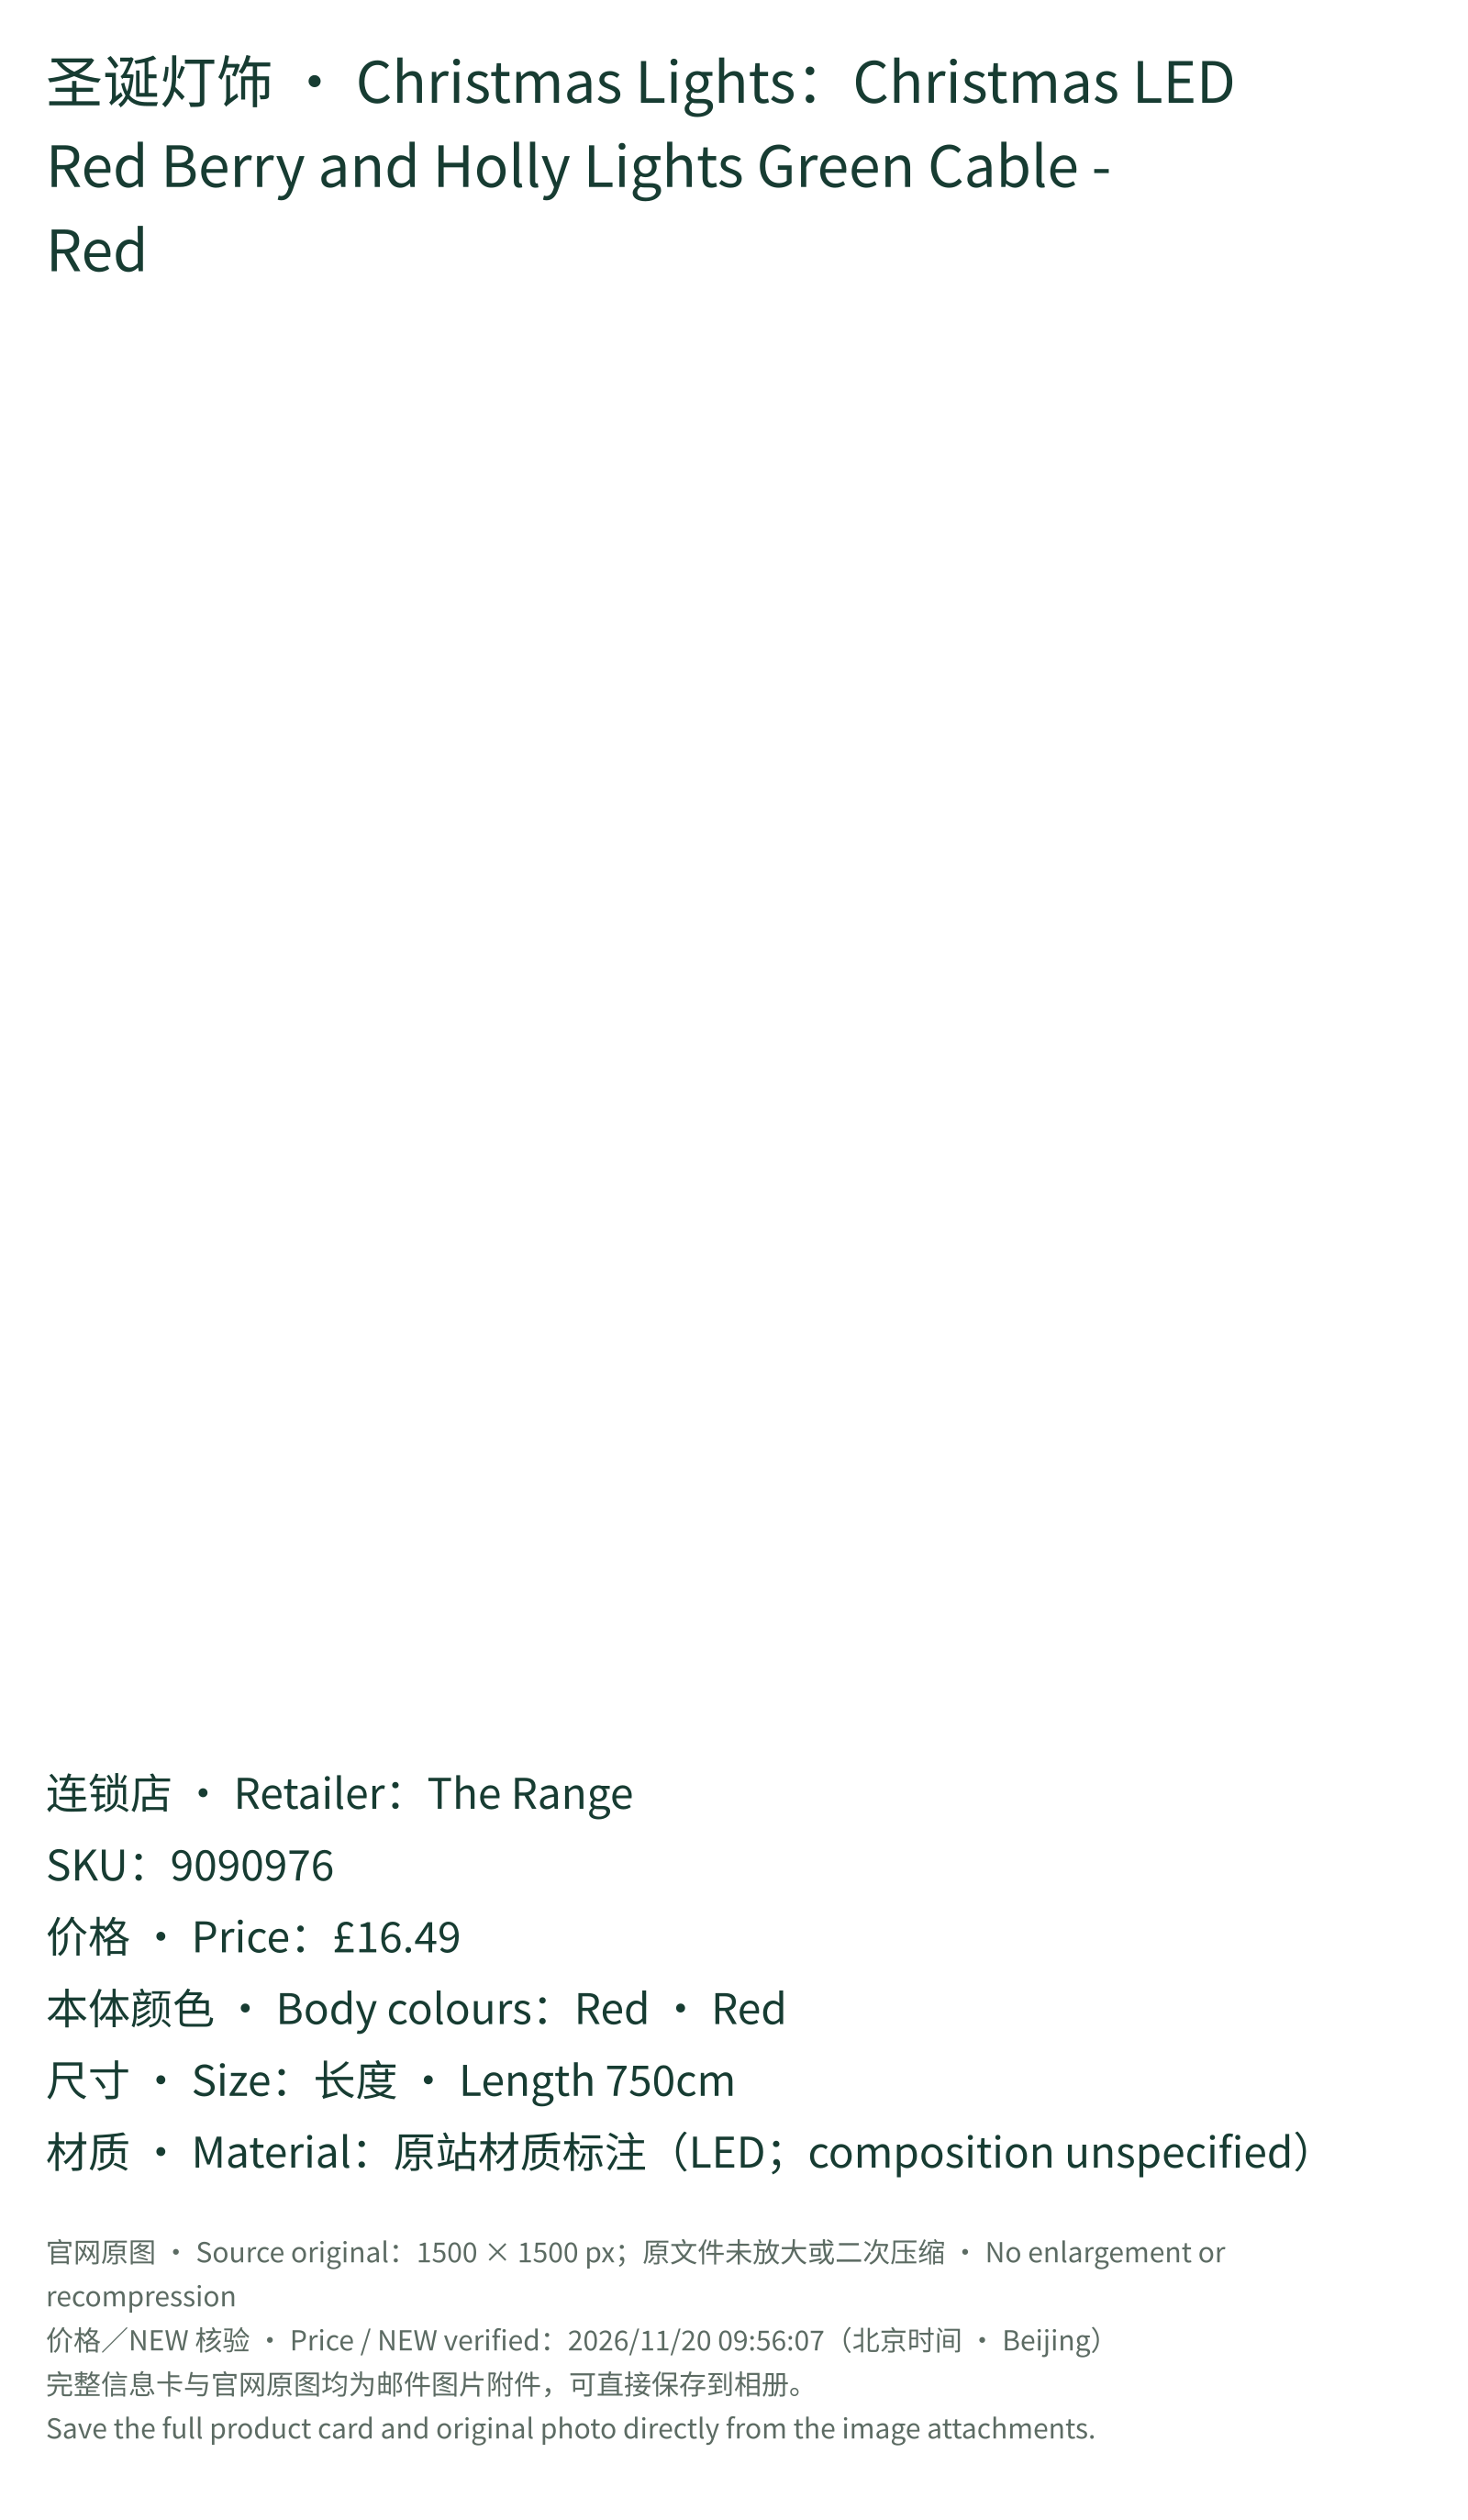 圣诞灯饰 · Christmas Lights：Christmas LED
Red Berry and Holly Lights Green Cable -
Red
连锁店 · Retailer：The Range
SKU：9099976
价格 · Price：£16.49
本体颜色 · Body colours：Red · Red
尺寸 · Size：长度 · Length 750cm
材质 · Material：原站材质标注（LED；composition unspecified）
官网原图 · Source original：1500 × 1500 px；原文件未放大或二次压缩 · No enlargement or
recompression
价格／NEW 核验 · Price / NEW verified：2026/11/20 09:56:07（北京时间 · Beijing）
完整信息卡与官网原图均为邮件图片附件，可直接保存到相册。
Save the full product card and original photo directly from the image attachments.